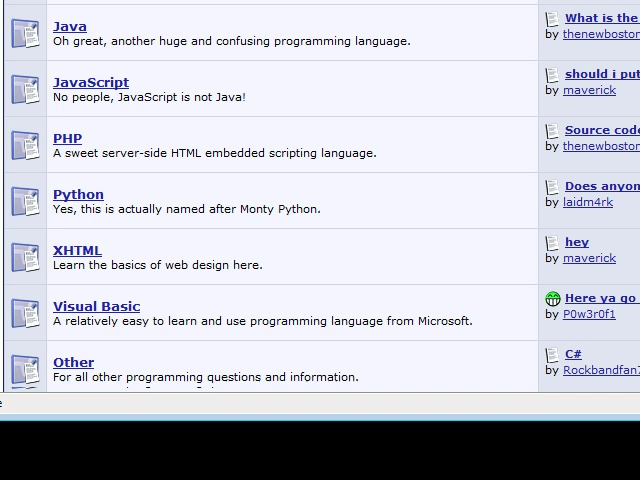 Java
Oh great, another huge and confusing programming language.
What is the
by thenewboston
JavaScript
No people, JavaScript is not Java!
should i put
by maverick
PHP
A sweet server-side HTML embedded scripting language.
Source code
by thenewboston
Python
Yes, this is actually named after Monty Python.
Does anyon
by laidm4rk
XHTML
Learn the basics of web design here.
hey
by maverick
Visual Basic
A relatively easy to learn and use programming language from Microsoft.
Here ya go
by P0w3r0f1
Other
For all other programming questions and information.
C#
by Rockbandfan7